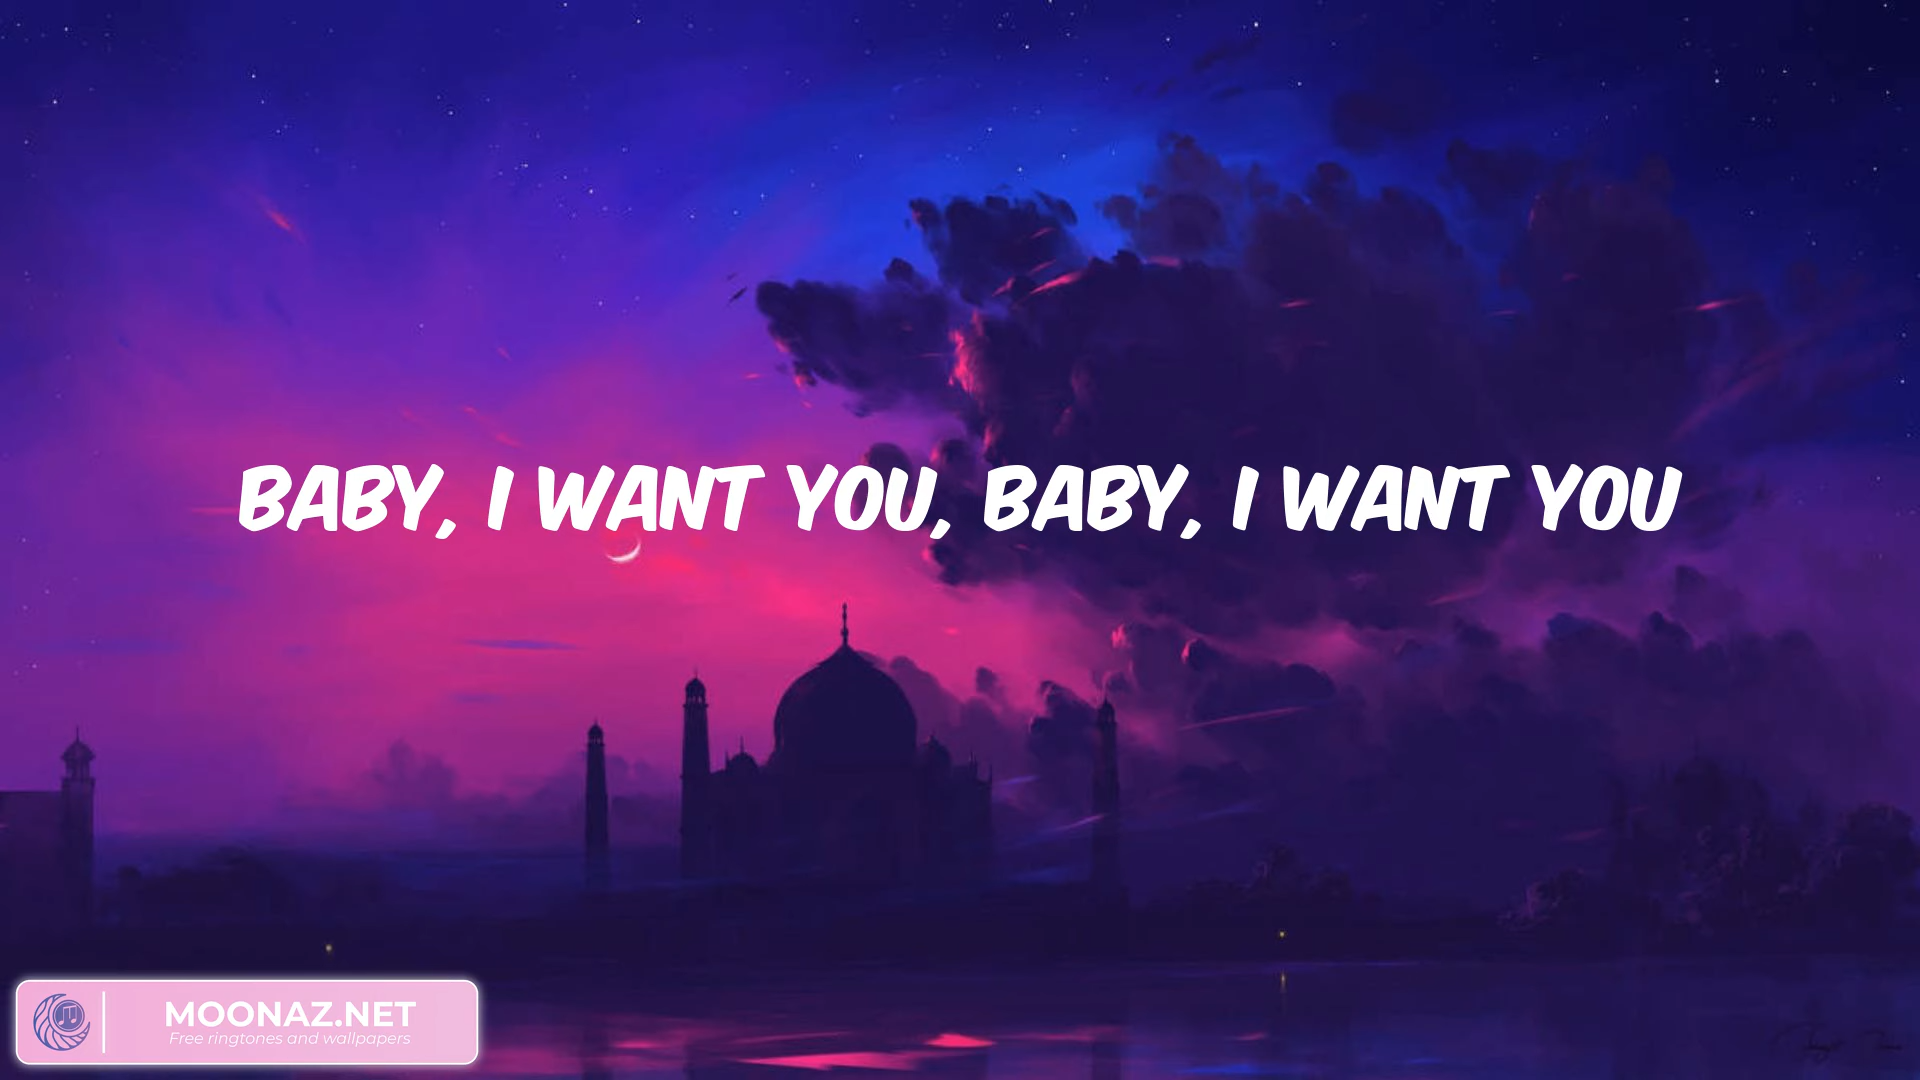 BABY, I WANT YOU, BABY, I WANT YOU
MOONAZ.NET
Free ringtones and wallpapers